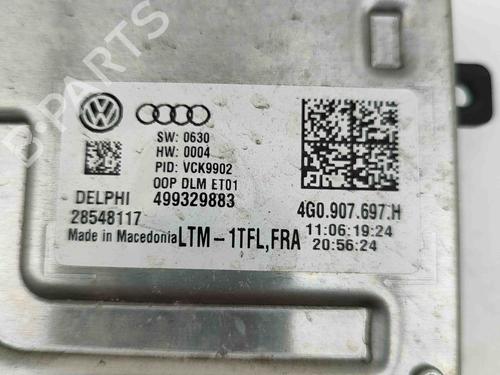 B-PARTS
SW: 0630
HW: 0004
PID: VCK9902
OOP DLM ET01
DELPHI 499329883
28548117
4G0.907.697.H
Made in Macedonia LTM-1TFL,FRA
11:06:19:24
20:56:24